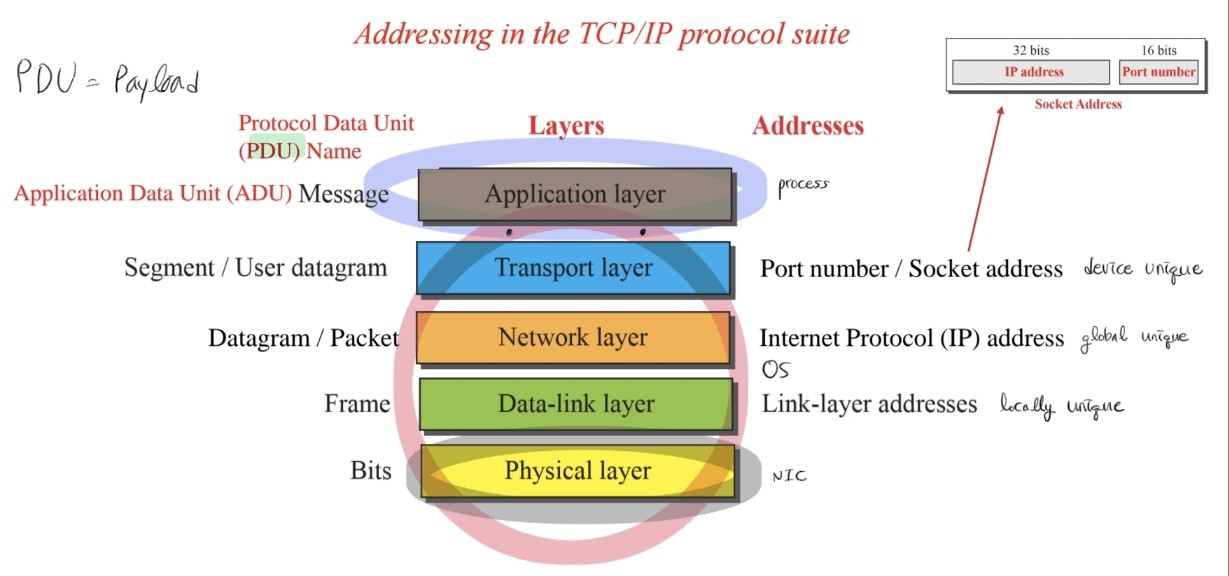 Addressing in the TCP/IP protocol suite
32 bits 16 bits
IP address Port number
Socket Address
PDU = Payload
Protocol Data Unit
(PDU) Name
Layers
Addresses
Application Data Unit (ADU) Message Application layer process
Segment / User datagram Transport layer Port number / Socket address device unique
Datagram / Packet Network layer Internet Protocol (IP) address global unique
OS
Frame Data-link layer Link-layer addresses locally unique
Bits Physical layer NIC